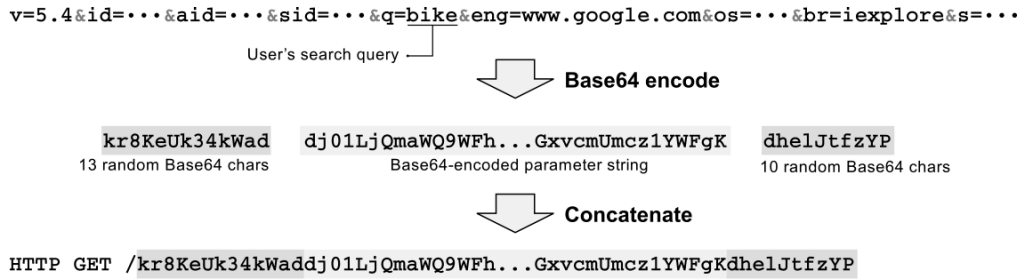 v=5.4&id=•••&aid=•••&sid=•••&q=bike&eng=www.google.com&os=•••&br=iexplore&s=•••
User's search query
Base64 encode
kr8KeUk34kWad dj01LjQmaWQ9WFh...GxvcmUmcz1YWFgK dhelJtfzYP
13 random Base64 chars Base64-encoded parameter string 10 random Base64 chars
Concatenate
HTTP GET /kr8KeUk34kWaddj01LjQmaWQ9WFh...GxvcmUmcz1YWFgKdhelJtfzYP